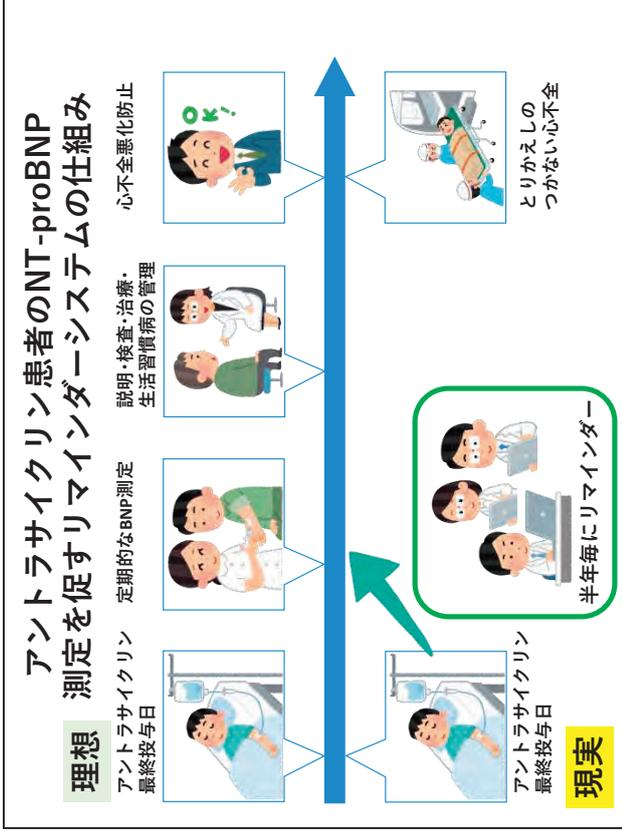 アントラサイクリン患者のNT-proBNP
測定を促すリマインダーシステムの仕組み
理想
アントラサイクリン
最終投与日
定期的なBNP測定
説明・検査・治療・
生活習慣病の管理
心不全悪化防止
OK!
アントラサイクリン
最終投与日
現実
半年毎にリマインダー
とりかえしの
つかない心不全